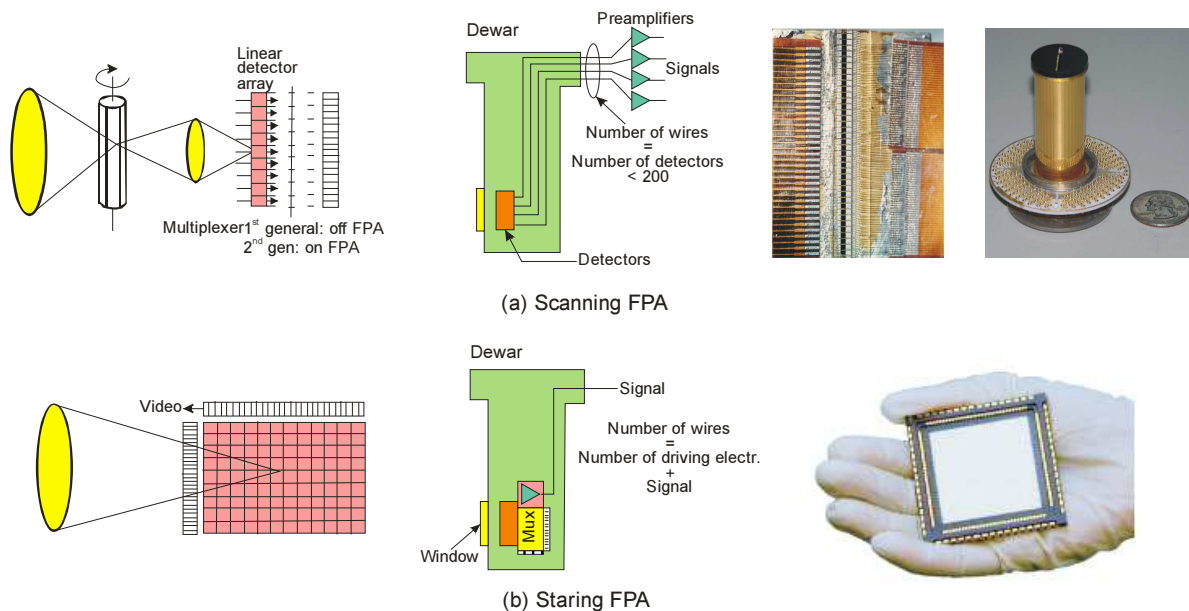 Linear
detector
array
Multiplexer1st general: off FPA
2nd gen: on FPA
Dewar
Preamplifiers
Signals
Number of wires
=
Number of detectors
< 200
Detectors
(a) Scanning FPA
Video
Dewar
Signal
Number of wires
=
Number of driving electr.
+
Signal
Mux
Window
(b) Staring FPA